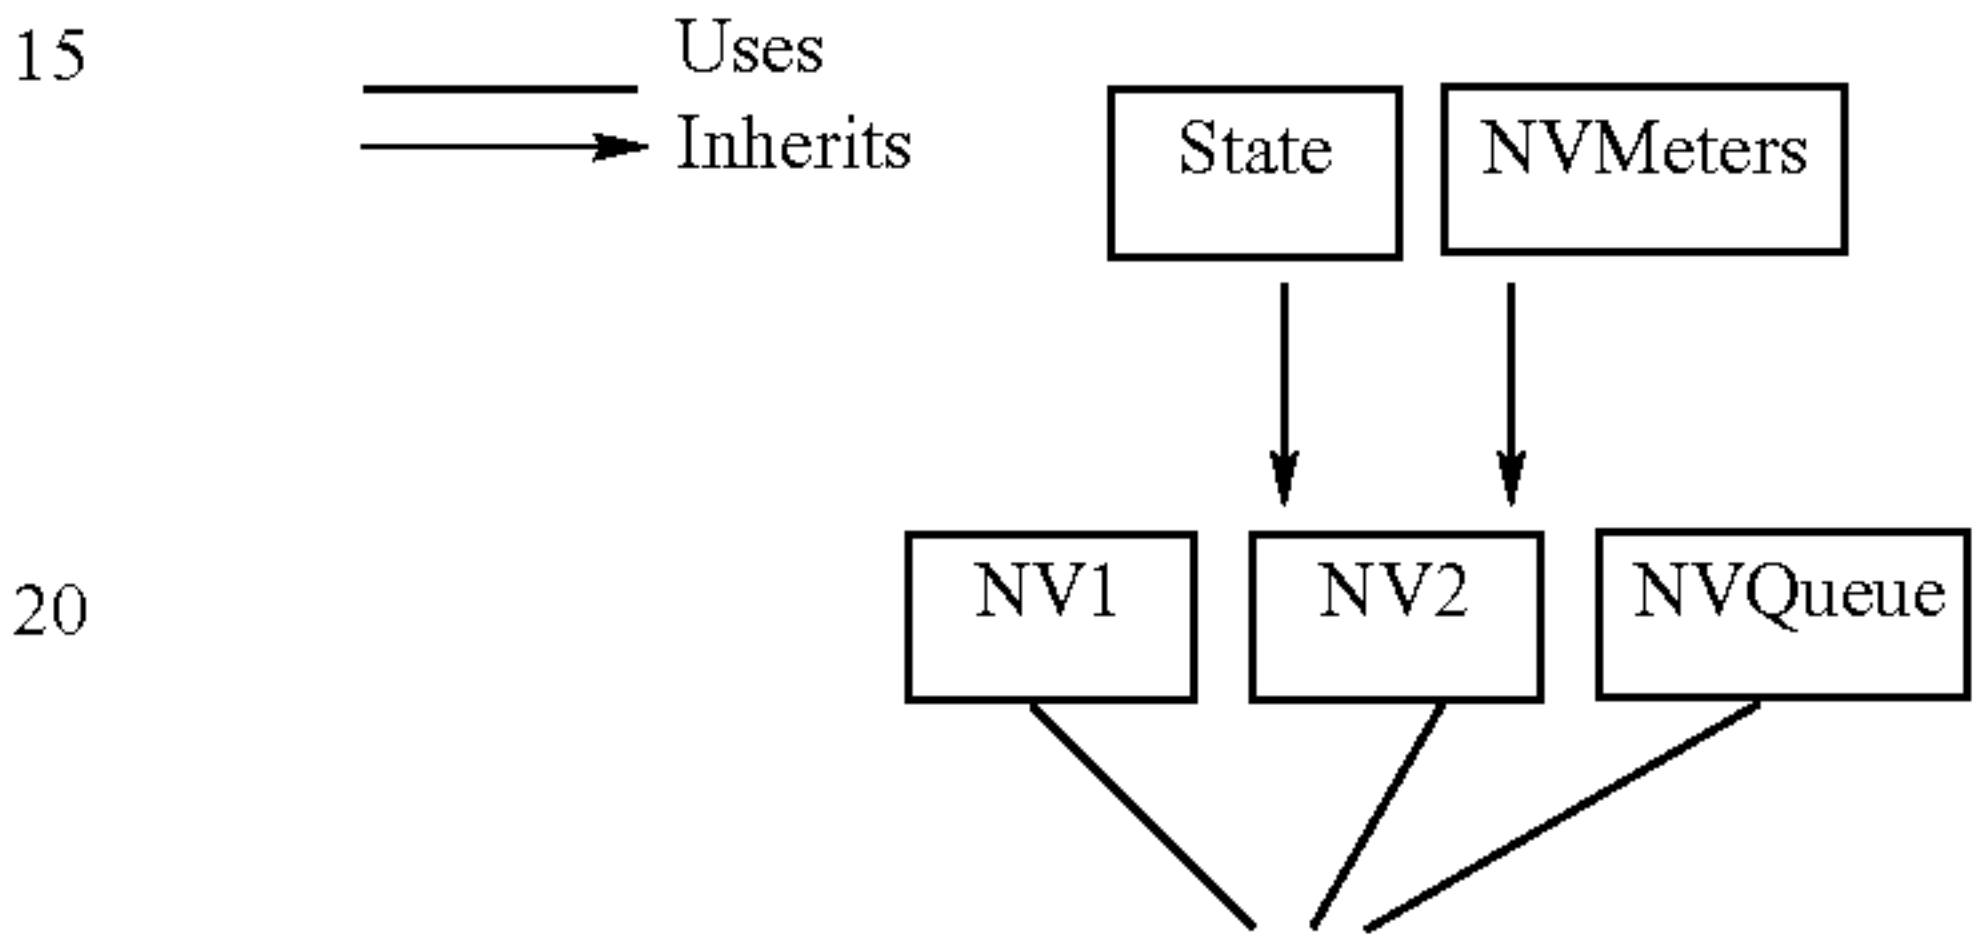 15
Uses
Inherits
State
NVMeters
20
NV1
NV2
NVQueue